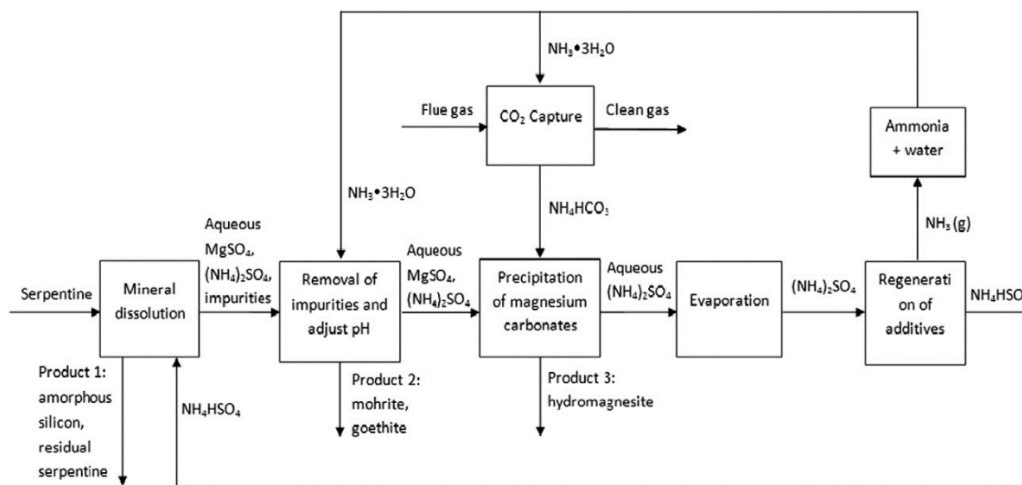 NH₃•3H₂O
Flue gas
CO₂ Capture
Clean gas
Ammonia
+ water
NH₃•3H₂O
NH₄HCO₃
NH₃ (g)
Aqueous
MgSO₄,
(NH₄)₂SO₄,
impurities
Aqueous
MgSO₄,
(NH₄)₂SO₄
Serpentine
Mineral
dissolution
Removal of
impurities and
adjust pH
Precipitation
of magnesium
carbonates
Aqueous
(NH₄)₂SO₄
Evaporation
(NH₄)₂SO₄
Regenerati
on of
additives
NH₄HSO
Product 1:
amorphous
silicon,
residual
serpentine
NH₄HSO₄
Product 2:
mohrite,
goethite
Product 3:
hydromagnesite